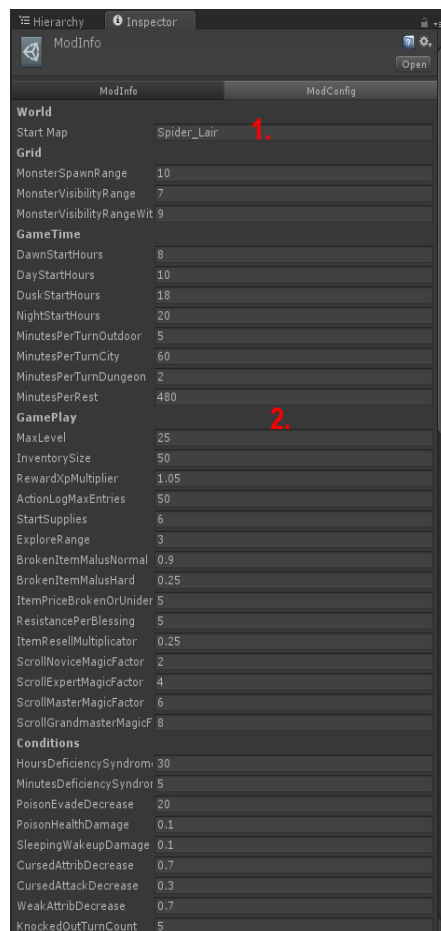 Hierarchy Inspector
ModInfo
Open
ModInfo ModConfig
World
Start Map Spider_Lair 1.
Grid
MonsterSpawnRange 10
MonsterVisibilityRange 7
MonsterVisibilityRangeWit 9
GameTime
DawnStartHours 8
DayStartHours 10
DuskStartHours 18
NightStartHours 20
MinutesPerTurnOutdoor 5
MinutesPerTurnCity 60
MinutesPerTurnDungeon 2
MinutesPerRest 480
GamePlay 2.
MaxLevel 25
InventorySize 50
RewardXpMultiplier 1.05
ActionLogMaxEntries 50
StartSupplies 6
ExploreRange 3
BrokenItemMalusNormal 0.9
BrokenItemMalusHard 0.25
ItemPriceBrokenOrUnider 5
ResistancePerBlessing 5
ItemResellMultiplicator 0.25
ScrollNoviceMagicFactor 2
ScrollExpertMagicFactor 4
ScrollMasterMagicFactor 6
ScrollGrandmasterMagicF 8
Conditions
HoursDeficiencySyndrome 30
MinutesDeficiencySyndror 5
PoisonEvadeDecrease 20
PoisonHealthDamage 0.1
SleepingWakeupDamage 0.1
CursedAttribDecrease 0.7
CursedAttackDecrease 0.3
WeakAttribDecrease 0.7
KnockedOutTurnCount 5